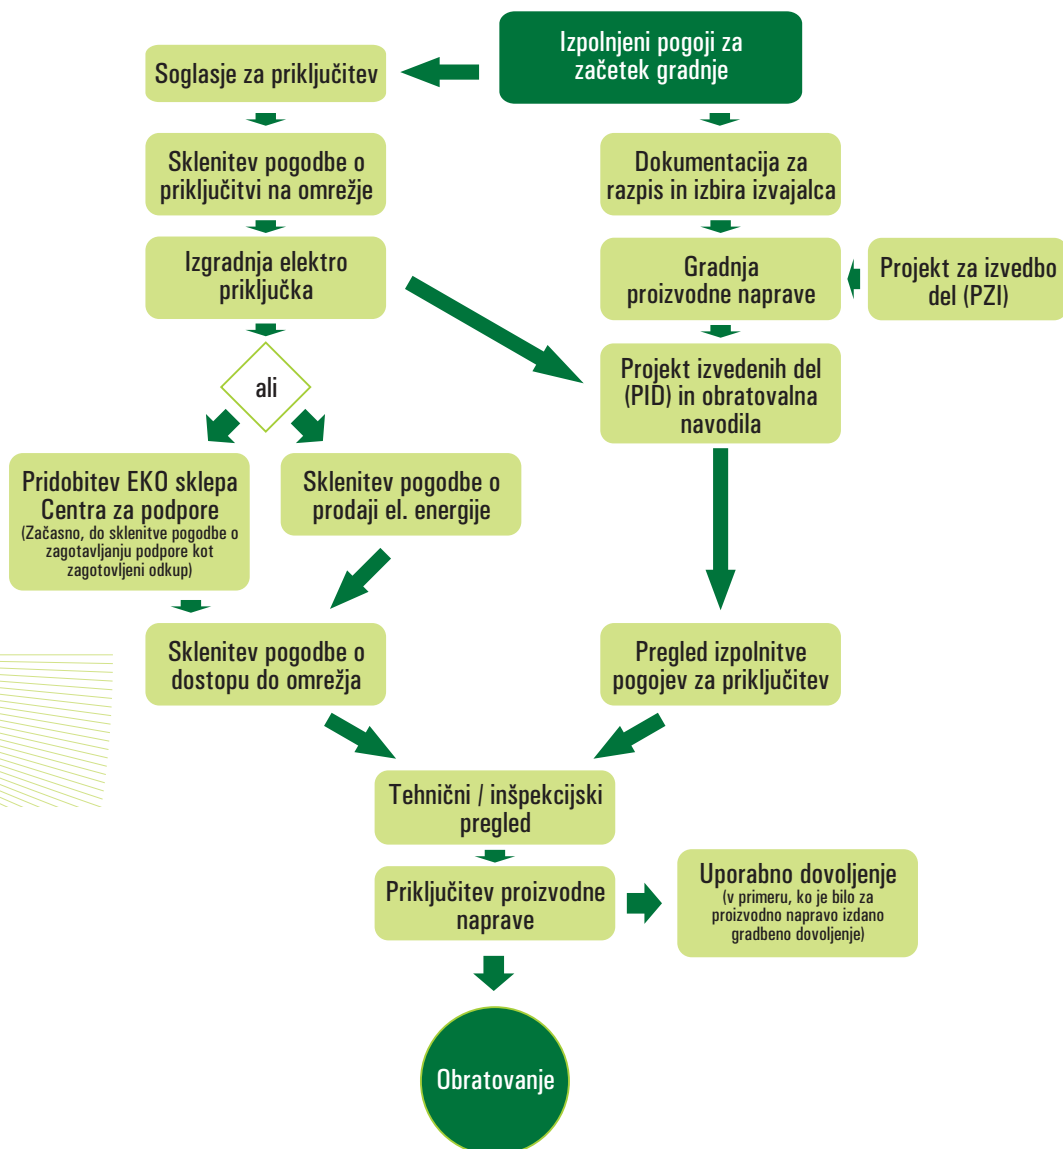 Izpolnjeni pogoji za
začetek gradnje
Soglasje za priključitev
Sklenitev pogodbe o
priključitvi na omrežje
Dokumentacija za
razpis in izbira izvajalca
Izgradnja elektro
priključka
Gradnja
proizvodne naprave
Projekt za izvedbo
del (PZI)
ali
Projekt izvedenih del
(PID) in obratovalna
navodila
Pridobitev EKO sklepa
Centra za podpore
(Začasno, do sklenitve pogodbe o
zagotavljanju podpore kot
zagotovljeni odkup)
Sklenitev pogodbe o
prodaji el. energije
Sklenitev pogodbe o
dostopu do omrežja
Pregled izpolnitve
pogojev za priključitev
Tehnični / inšpekcijski
pregled
Priključitev proizvodne
naprave
Uporabno dovoljenje
(v primeru, ko je bilo za
proizvodno napravo izdano
gradbeno dovoljenje)
Obratovanje